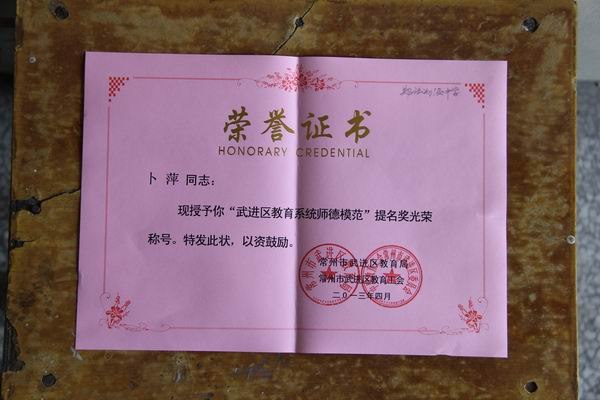 荣誉证书
HONORARY CREDENTIAL
卜 萍 同志：
现授予你“武进区教育系统师德模范”提名奖光荣
称号。特发此状，以资鼓励。
常州市武进区教育局
常州市武进区教育工会
二〇一三年四月